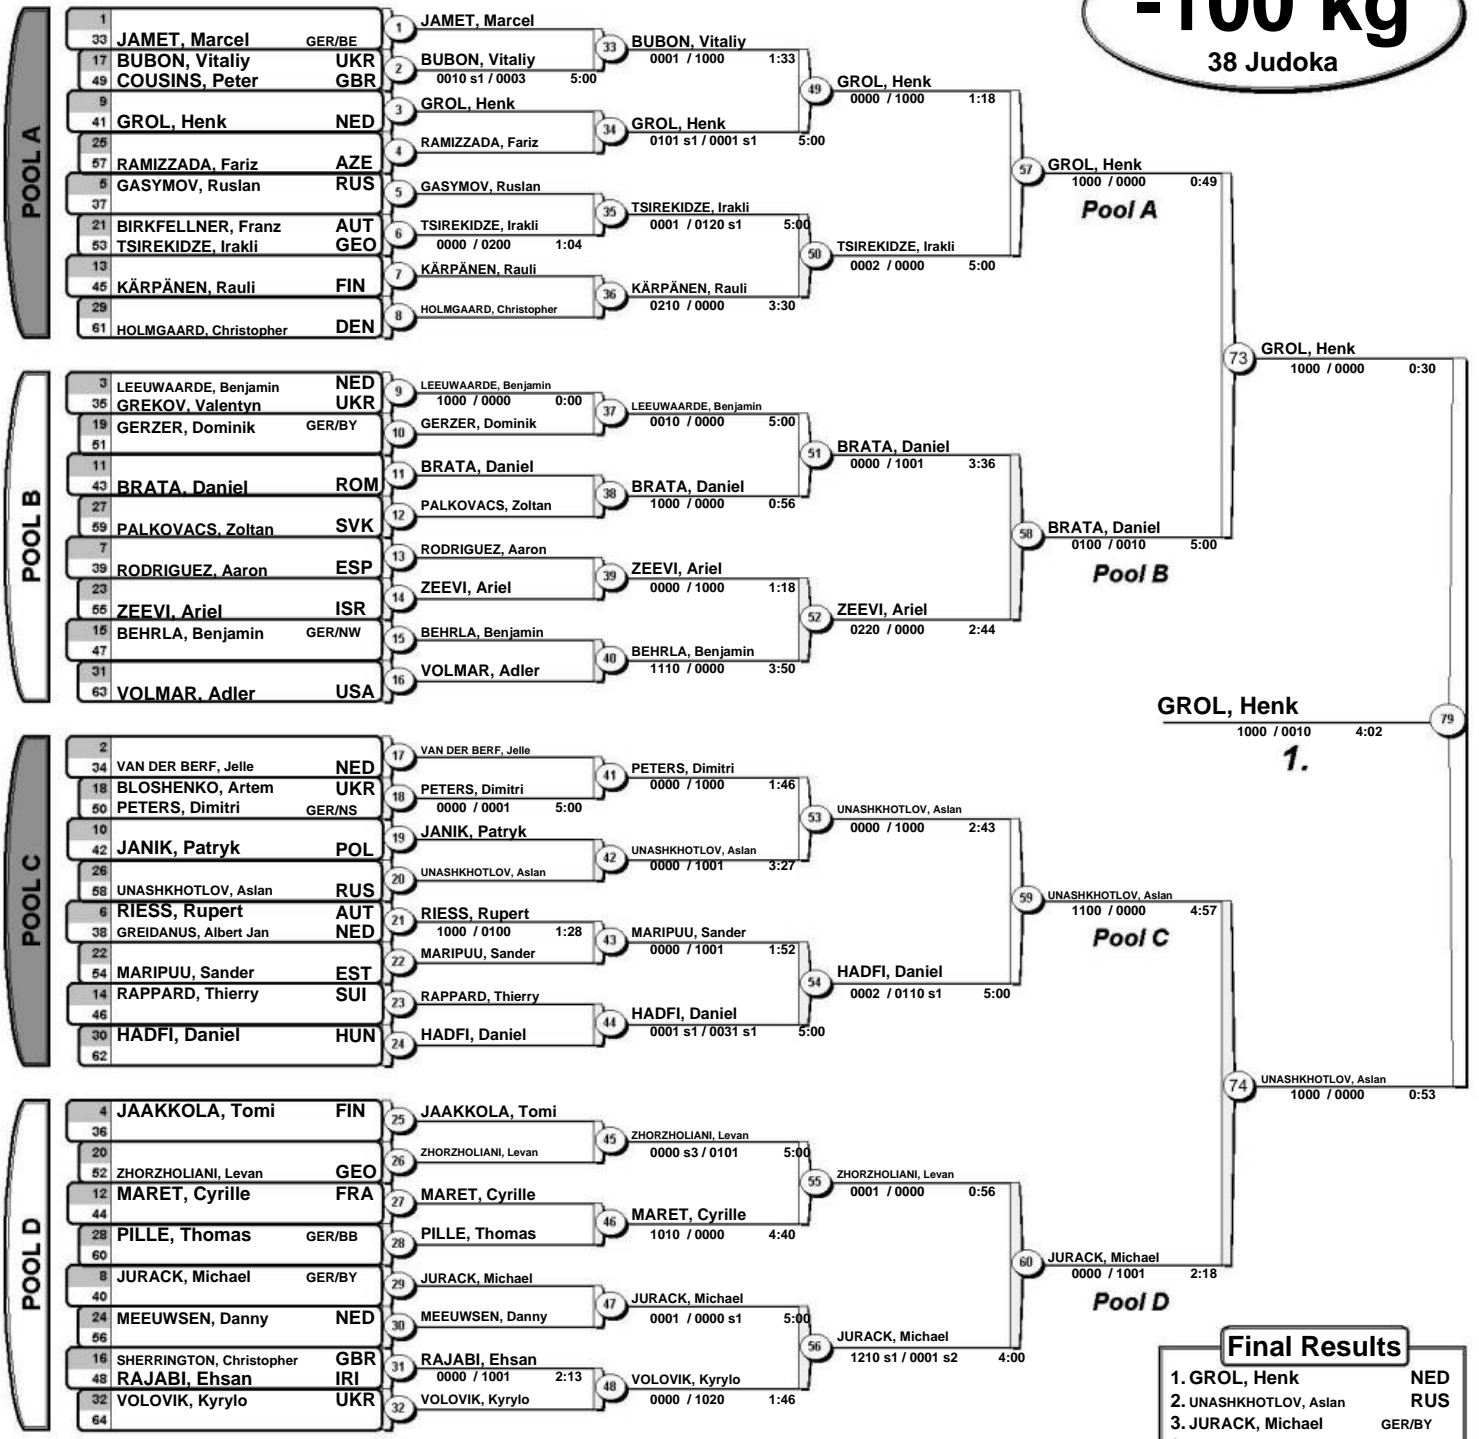 -100 kg
38 Judoka
POOL A
1
33 JAMET, Marcel GER/BE
17 BUBON, Vitaliy UKR
49 COUSINS, Peter GBR
9
41 GROL, Henk NED
25
57 RAMIZZADA, Fariz AZE
5 GASYMOV, Ruslan RUS
37
21 BIRKFELLNER, Franz AUT
53 TSIREKIDZE, Irakli GEO
13
45 KÄRPÄNEN, Rauli FIN
29
61 HOLMGAARD, Christopher DEN
1 JAMET, Marcel
2 BUBON, Vitaliy
0010 s1 / 0003 5:00
3 GROL, Henk
4 RAMIZZADA, Fariz
5 GASYMOV, Ruslan
6 TSIREKIDZE, Irakli
0000 / 0200 1:04
7 KÄRPÄNEN, Rauli
8 HOLMGAARD, Christopher
33 BUBON, Vitaliy
0001 / 1000 1:33
34 GROL, Henk
0101 s1 / 0001 s1 5:00
35 TSIREKIDZE, Irakli
0001 / 0120 s1 5:00
36 KÄRPÄNEN, Rauli
0210 / 0000 3:30
49 GROL, Henk
0000 / 1000 1:18
50 TSIREKIDZE, Irakli
0002 / 0000 5:00
57 GROL, Henk
1000 / 0000 0:49
Pool A
POOL B
3 LEEUWAARDE, Benjamin NED
35 GREKOV, Valentyn UKR
19 GERZER, Dominik GER/BY
51
11
43 BRATA, Daniel ROM
27
59 PALKOVACS, Zoltan SVK
7
39 RODRIGUEZ, Aaron ESP
23
55 ZEEVI, Ariel ISR
15 BEHRLA, Benjamin GER/NW
47
31
63 VOLMAR, Adler USA
9 LEEUWAARDE, Benjamin
1000 / 0000 0:00
10 GERZER, Dominik
11 BRATA, Daniel
12 PALKOVACS, Zoltan
13 RODRIGUEZ, Aaron
14 ZEEVI, Ariel
15 BEHRLA, Benjamin
16 VOLMAR, Adler
37 LEEUWAARDE, Benjamin
0010 / 0000 5:00
38 BRATA, Daniel
1000 / 0000 0:56
39 ZEEVI, Ariel
0000 / 1000 1:18
40 BEHRLA, Benjamin
1110 / 0000 3:50
51 BRATA, Daniel
0000 / 1001 3:36
52 ZEEVI, Ariel
0220 / 0000 2:44
58 BRATA, Daniel
0100 / 0010 5:00
Pool B
73 GROL, Henk
1000 / 0000 0:30
GROL, Henk 79
1000 / 0010 4:02
1.
POOL C
2
34 VAN DER BERF, Jelle NED
18 BLOSHENKO, Artem UKR
50 PETERS, Dimitri GER/NS
10
42 JANIK, Patryk POL
26
58 UNASHKHOTLOV, Aslan RUS
6 RIESS, Rupert AUT
38 GREIDANUS, Albert Jan NED
22
54 MARIPUU, Sander EST
14 RAPPARD, Thierry SUI
46
30 HADFI, Daniel HUN
62
17 VAN DER BERF, Jelle
18 PETERS, Dimitri
0000 / 0001 5:00
19 JANIK, Patryk
20 UNASHKHOTLOV, Aslan
21 RIESS, Rupert
1000 / 0100 1:28
22 MARIPUU, Sander
23 RAPPARD, Thierry
24 HADFI, Daniel
41 PETERS, Dimitri
0000 / 1000 1:46
42 UNASHKHOTLOV, Aslan
0000 / 1001 3:27
43 MARIPUU, Sander
0000 / 1001 1:52
44 HADFI, Daniel
0001 s1 / 0031 s1 5:00
53 UNASHKHOTLOV, Aslan
0000 / 1000 2:43
54 HADFI, Daniel
0002 / 0110 s1 5:00
59 UNASHKHOTLOV, Aslan
1100 / 0000 4:57
Pool C
POOL D
4 JAAKKOLA, Tomi FIN
36
20
52 ZHORZHOLIANI, Levan GEO
12 MARET, Cyrille FRA
44
28 PILLE, Thomas GER/BB
60
8 JURACK, Michael GER/BY
40
24 MEEUWSEN, Danny NED
56
16 SHERRINGTON, Christopher GBR
48 RAJABI, Ehsan IRI
32 VOLOVIK, Kyrylo UKR
64
25 JAAKKOLA, Tomi
26 ZHORZHOLIANI, Levan
27 MARET, Cyrille
28 PILLE, Thomas
29 JURACK, Michael
30 MEEUWSEN, Danny
31 RAJABI, Ehsan
0000 / 1001 2:13
32 VOLOVIK, Kyrylo
45 ZHORZHOLIANI, Levan
0000 s3 / 0101 5:00
46 MARET, Cyrille
1010 / 0000 4:40
47 JURACK, Michael
0001 / 0000 s1 5:00
48 VOLOVIK, Kyrylo
0000 / 1020 1:46
55 ZHORZHOLIANI, Levan
0001 / 0000 0:56
56 JURACK, Michael
1210 s1 / 0001 s2 4:00
60 JURACK, Michael
0000 / 1001 2:18
Pool D
74 UNASHKHOTLOV, Aslan
1000 / 0000 0:53
Final Results
1. GROL, Henk NED
2. UNASHKHOTLOV, Aslan RUS
3. JURACK, Michael GER/BY